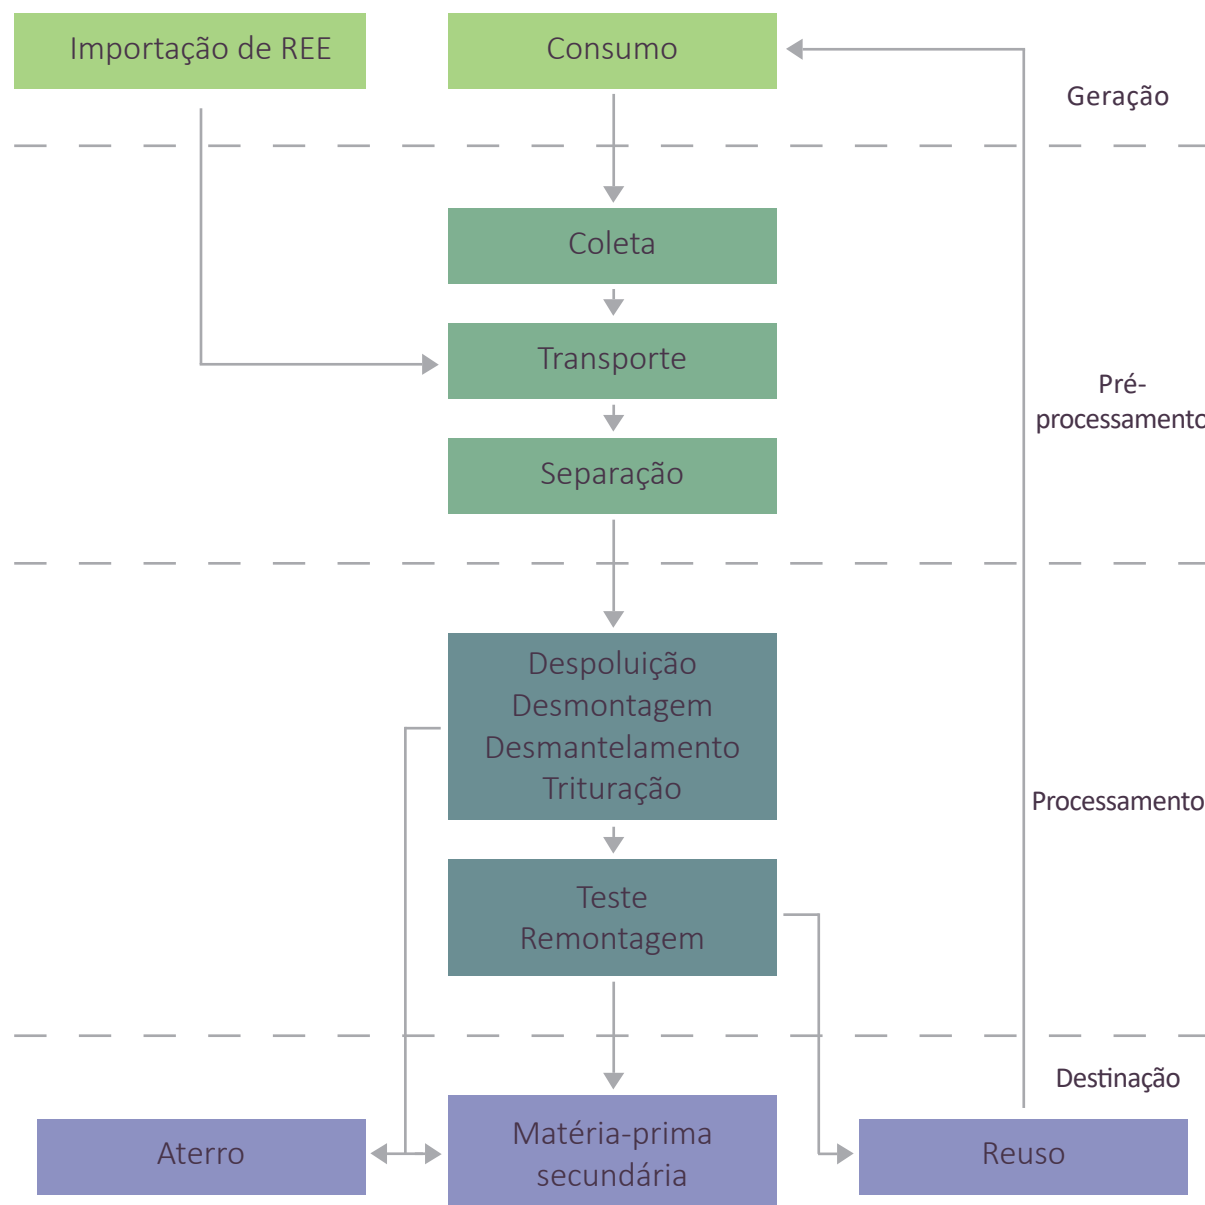 Importação de REE
Consumo
Geração
Coleta
Transporte
Pré-
processamento
Separação
Despoluição
Desmontagem
Desmantelamento
Trituração
Processamento
Teste
Remontagem
Destinação
Aterro
Matéria-prima
secundária
Reuso